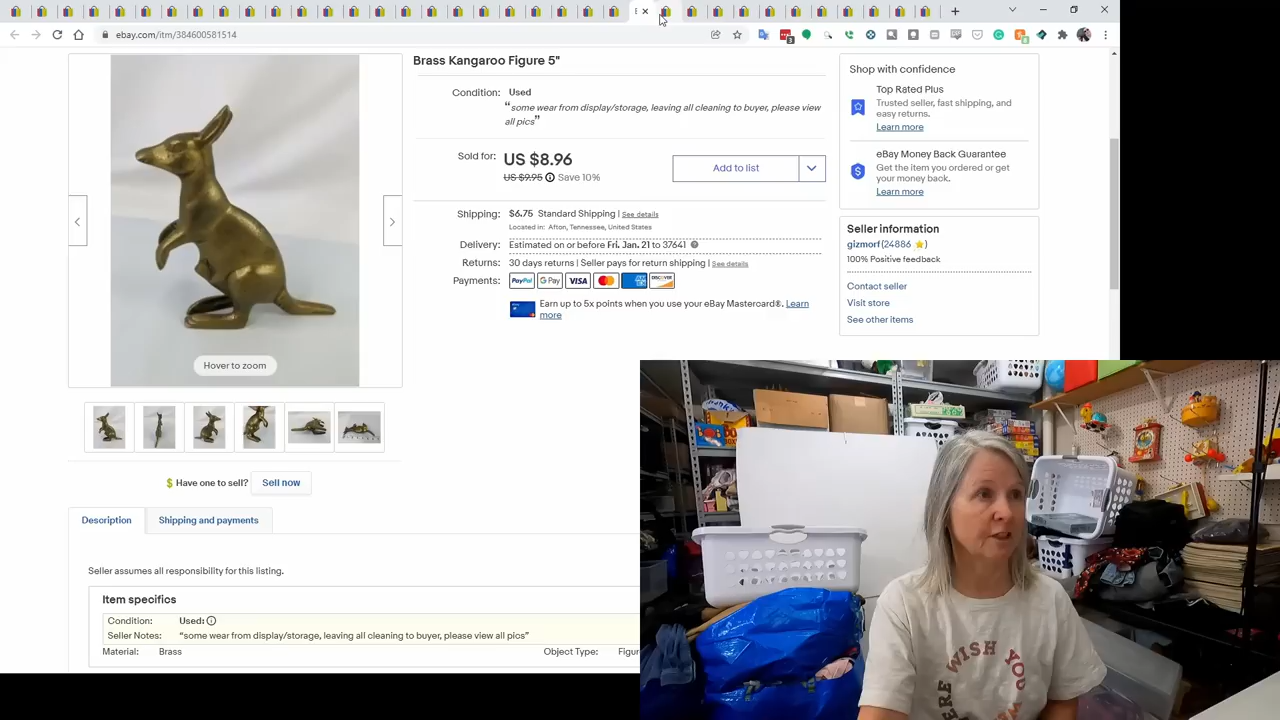 ebay.com/itm/384600581514
Brass Kangaroo Figure 5"
Condition: Used
“some wear from display/storage, leaving all cleaning to buyer, please view
all pics”
Sold for: US $8.96
US $9.95 Save 10%
Add to list
Shipping: $6.75 Standard Shipping | See details
Located in: Afton, Tennessee, United States
Delivery: Estimated on or before Fri. Jan. 21 to 37641
Returns: 30 days returns | Seller pays for return shipping | See details
Payments: PayPal G Pay VISA DISCOVER
Earn up to 5x points when you use your eBay Mastercard®. Learn
more
Shop with confidence
Top Rated Plus
Trusted seller, fast shipping, and
easy returns.
Learn more
eBay Money Back Guarantee
Get the item you ordered or get
your money back.
Learn more
Seller information
gizmorf (24886 )
100% Positive feedback
Contact seller
Visit store
See other items
Hover to zoom
$ Have one to sell? Sell now
Description
Shipping and payments
Seller assumes all responsibility for this listing.
Item specifics
Condition: Used:
Seller Notes: “some wear from display/storage, leaving all cleaning to buyer, please view all pics”
Material: Brass
Object Type: Figur
WISH YOU
ERE